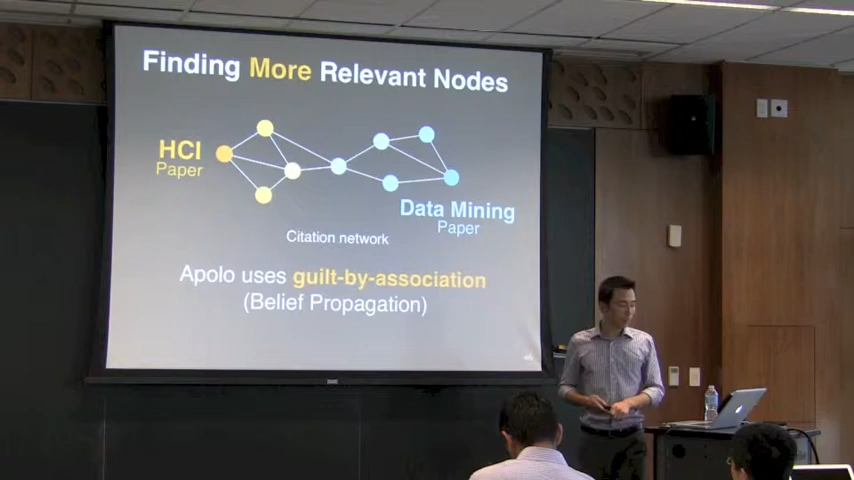 Finding More Relevant Nodes
HCI
Paper
Data Mining
Paper
Citation network
Apolo uses guilt-by-association
(Belief Propagation)